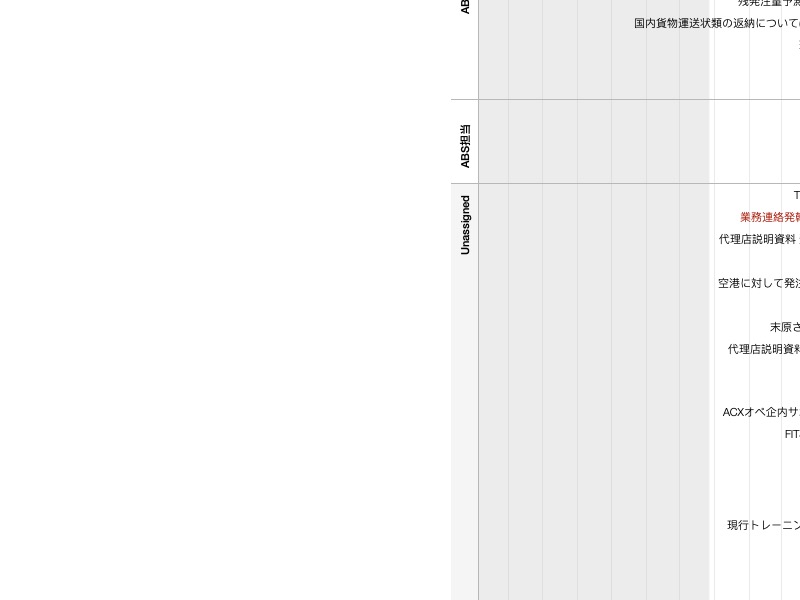 AB
残発注量予測
国内貨物運送状類の返納について
ABS担当
Unassigned
T
業務連絡発
代理店説明資料
空港に対して発注
末原さ
代理店説明資料
ACXオペ企内サ
FIT
現行トレーニン